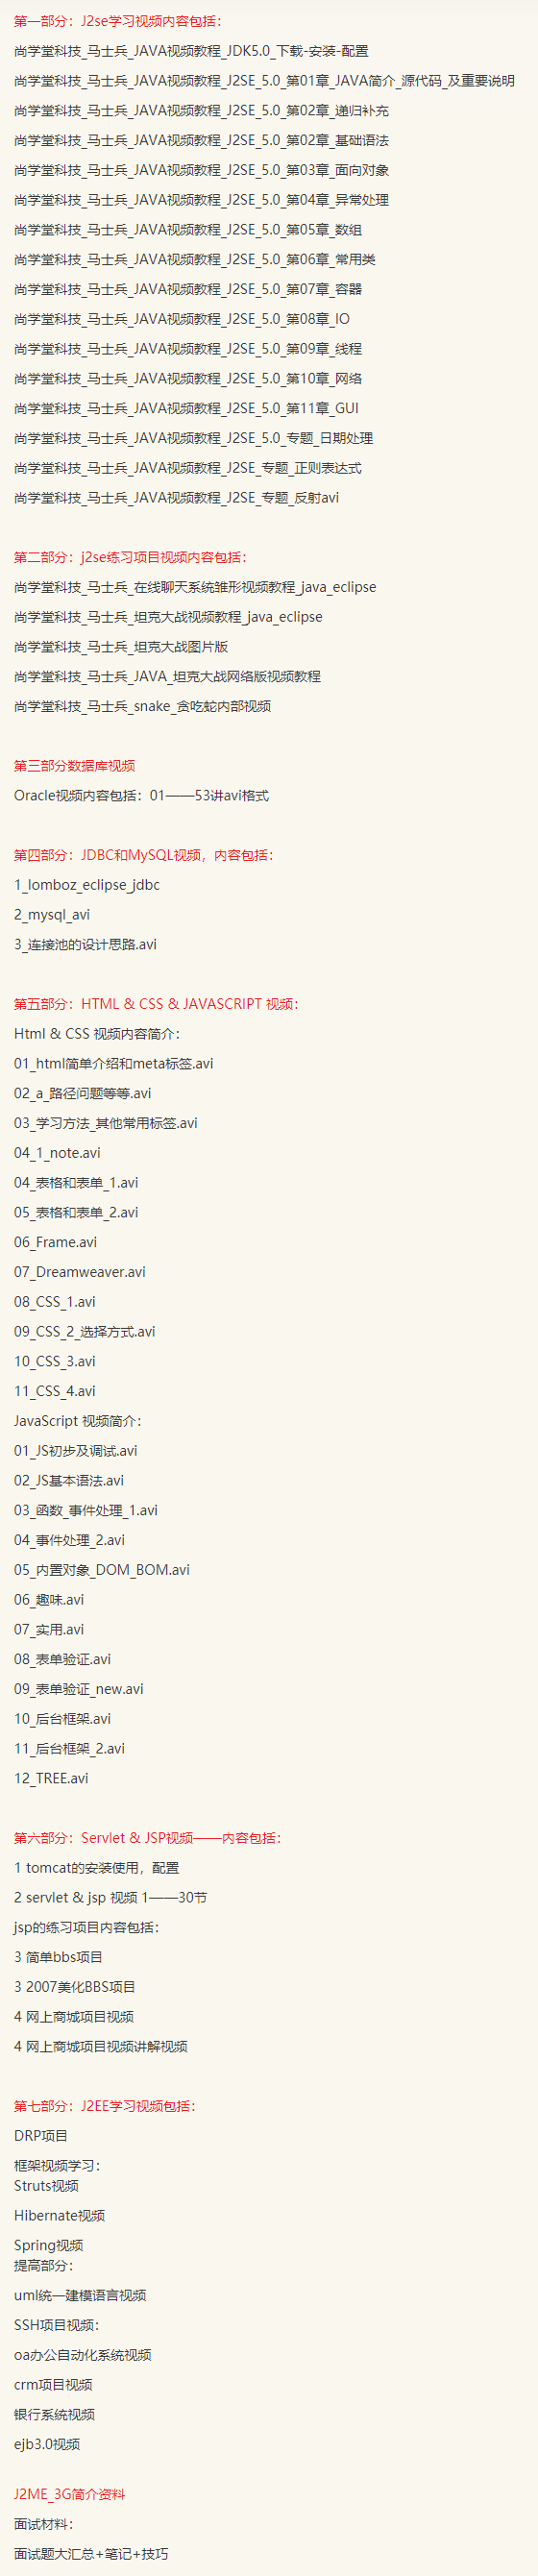 第一部分：J2se学习视频内容包括：
尚学堂科技_马士兵_JAVA视频教程_JDK5.0_下载-安装-配置
尚学堂科技_马士兵_JAVA视频教程_J2SE_5.0_第01章_JAVA简介_源代码_及重要说明
尚学堂科技_马士兵_JAVA视频教程_J2SE_5.0_第02章_递归补充
尚学堂科技_马士兵_JAVA视频教程_J2SE_5.0_第02章_基础语法
尚学堂科技_马士兵_JAVA视频教程_J2SE_5.0_第03章_面向对象
尚学堂科技_马士兵_JAVA视频教程_J2SE_5.0_第04章_异常处理
尚学堂科技_马士兵_JAVA视频教程_J2SE_5.0_第05章_数组
尚学堂科技_马士兵_JAVA视频教程_J2SE_5.0_第06章_常用类
尚学堂科技_马士兵_JAVA视频教程_J2SE_5.0_第07章_容器
尚学堂科技_马士兵_JAVA视频教程_J2SE_5.0_第08章_IO
尚学堂科技_马士兵_JAVA视频教程_J2SE_5.0_第09章_线程
尚学堂科技_马士兵_JAVA视频教程_J2SE_5.0_第10章_网络
尚学堂科技_马士兵_JAVA视频教程_J2SE_5.0_第11章_GUI
尚学堂科技_马士兵_JAVA视频教程_J2SE_5.0_专题_日期处理
尚学堂科技_马士兵_JAVA视频教程_J2SE_专题_正则表达式
尚学堂科技_马士兵_JAVA视频教程_J2SE_专题_反射avi
第二部分：j2se练习项目视频内容包括：
尚学堂科技_马士兵_在线聊天系统雏形视频教程_java_eclipse
尚学堂科技_马士兵_坦克大战视频教程_java_eclipse
尚学堂科技_马士兵_坦克大战图片版
尚学堂科技_马士兵_JAVA_坦克大战网络版视频教程
尚学堂科技_马士兵_snake_贪吃蛇内部视频
第三部分数据库视频
Oracle视频内容包括：01——53讲avi格式
第四部分：JDBC和MySQL视频，内容包括：
1_lomboz_eclipse_jdbc
2_mysql_avi
3_连接池的设计思路.avi
第五部分：HTML & CSS & JAVASCRIPT 视频：
Html & CSS 视频内容简介：
01_html简单介绍和meta标签.avi
02_a_路径问题等等.avi
03_学习方法_其他常用标签.avi
04_1_note.avi
04_表格和表单_1.avi
05_表格和表单_2.avi
06_Frame.avi
07_Dreamweaver.avi
08_CSS_1.avi
09_CSS_2_选择方式.avi
10_CSS_3.avi
11_CSS_4.avi
JavaScript 视频简介：
01_JS初步及调试.avi
02_JS基本语法.avi
03_函数_事件处理_1.avi
04_事件处理_2.avi
05_内置对象_DOM_BOM.avi
06_趣味.avi
07_实用.avi
08_表单验证.avi
09_表单验证_new.avi
10_后台框架.avi
11_后台框架_2.avi
12_TREE.avi
第六部分：Servlet & JSP视频——内容包括：
1 tomcat的安装使用，配置
2 servlet & jsp 视频 1——30节
jsp的练习项目内容包括：
3 简单bbs项目
3 2007美化BBS项目
4 网上商城项目视频
4 网上商城项目视频讲解视频
第七部分：J2EE学习视频包括：
DRP项目
框架视频学习：
Struts视频
Hibernate视频
Spring视频
提高部分：
uml统一建模语言视频
SSH项目视频：
oa办公自动化系统视频
crm项目视频
银行系统视频
ejb3.0视频
J2ME_3G简介资料
面试材料：
面试题大汇总+笔记+技巧